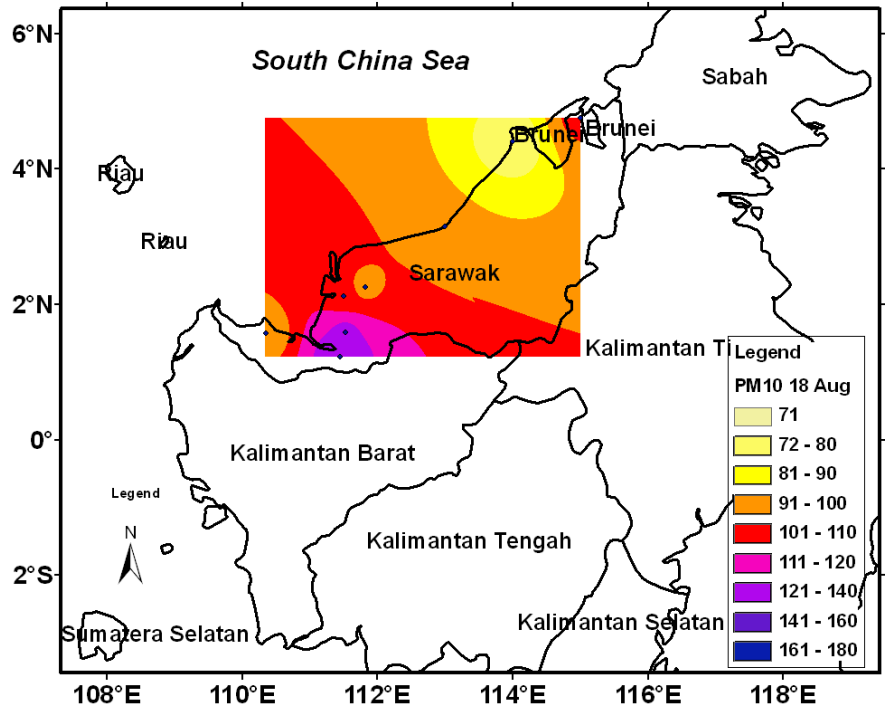 6°N
South China Sea
Sabah
Brunei
Brunei
4°N
Riau
Riau
Sarawak
2°N
Kalimantan Ti
Legend
PM10 18 Aug
71
72 - 80
81 - 90
91 - 100
101 - 110
111 - 120
121 - 140
141 - 160
161 - 180
0°
Kalimantan Barat
Legend
N
Kalimantan Tengah
2°S
Sumatera Selatan
Kalimantan Selatan
108°E
110°E
112°E
114°E
116°E
118°E